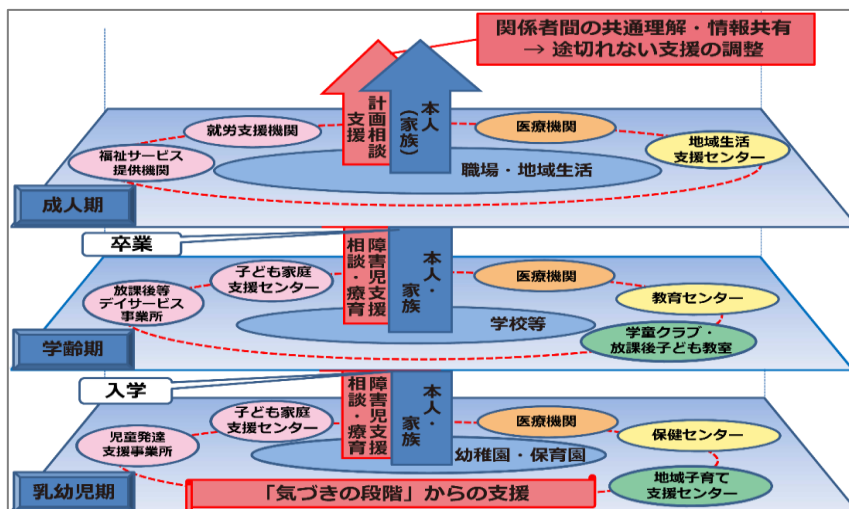 関係者間の共通理解・情報共有
→ 途切れない支援の調整
計画相談
支援
本人
(家族)
就労支援機関
医療機関
福祉サービス
提供機関
地域生活
支援センター
職場・地域生活
成人期
卒業
障害児支援
相談・療育
本人・
家族
子ども家庭
支援センター
医療機関
放課後等
デイサービス
事業所
教育センター
学校等
学童クラブ・
放課後子ども教室
学齢期
入学
障害児支援
相談・療育
本人・
家族
子ども家庭
支援センター
医療機関
児童発達
支援事業所
保健センター
幼稚園・保育園
地域子育て
支援センター
乳幼児期
「気づきの段階」からの支援